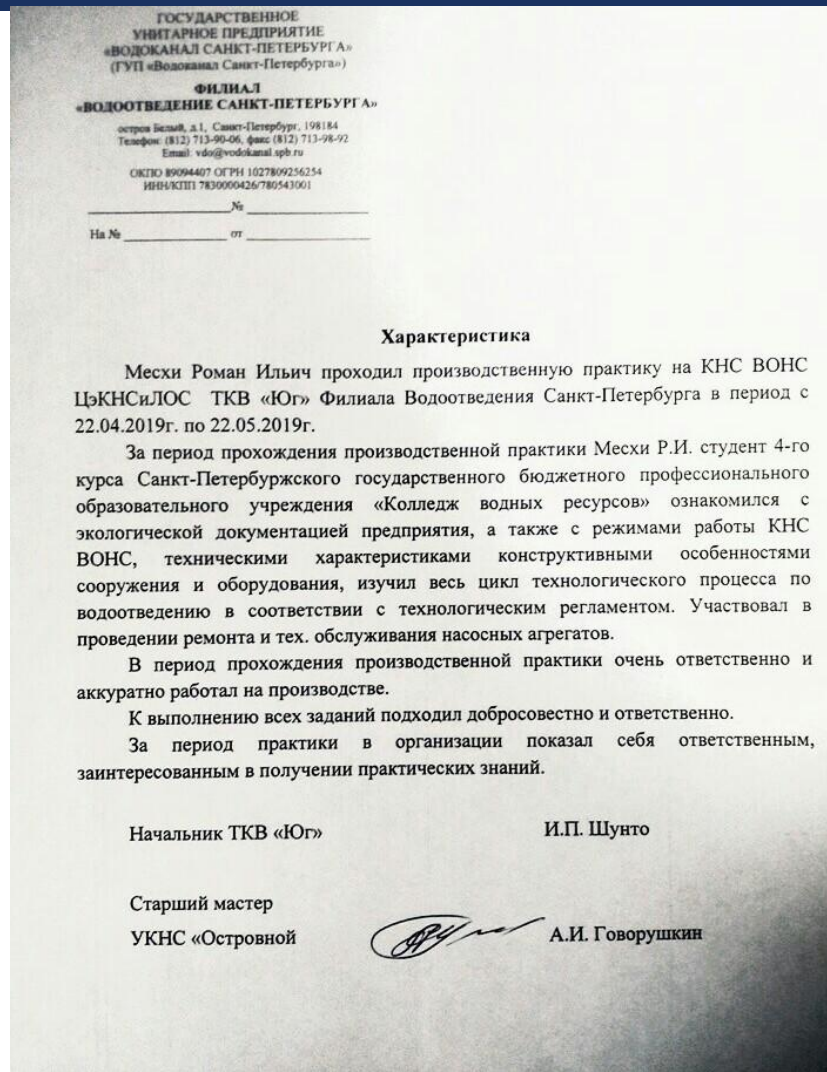 ГОСУДАРСТВЕННОЕ
УНИТАРНОЕ ПРЕДПРИЯТИЕ
«ВОДОКАНАЛ САНКТ-ПЕТЕРБУРГА»
(ГУП «Водоканал Санкт-Петербурга»)
ФИЛИАЛ
«ВОДООТВЕДЕНИЕ САНКТ-ПЕТЕРБУРГА»
остров Белый, д.1, Санкт-Петербург, 198184
Телефон: (812) 713-90-06, факс (812) 713-98-92
Email: vdo@vodokanal.spb.ru
ОКПО 89094407 ОГРН 1027809256254
ИНН/КПП 7830000426/780543001
№
На № от
Характеристика
Месхи Роман Ильич проходил производственную практику на КНС ВОНС
ЦэКНСиЛОС ТКВ «Юг» Филиала Водоотведения Санкт-Петербурга в период с
22.04.2019г. по 22.05.2019г.
За период прохождения производственной практики Месхи Р.И. студент 4-го
курса Санкт-Петербуржского государственного бюджетного профессионального
образовательного учреждения «Колледж водных ресурсов» ознакомился с
экологической документацией предприятия, а также с режимами работы КНС
ВОНС, техническими характеристиками конструктивными особенностями
сооружения и оборудования, изучил весь цикл технологического процесса по
водоотведению в соответствии с технологическим регламентом. Участвовал в
проведении ремонта и тех. обслуживания насосных агрегатов.
В период прохождения производственной практики очень ответственно и
аккуратно работал на производстве.
К выполнению всех заданий подходил добросовестно и ответственно.
За период практики в организации показал себя ответственным,
заинтересованным в получении практических знаний.
Начальник ТКВ «Юг» И.П. Шунто
Старший мастер
УКНС «Островной А.И. Говорушкин